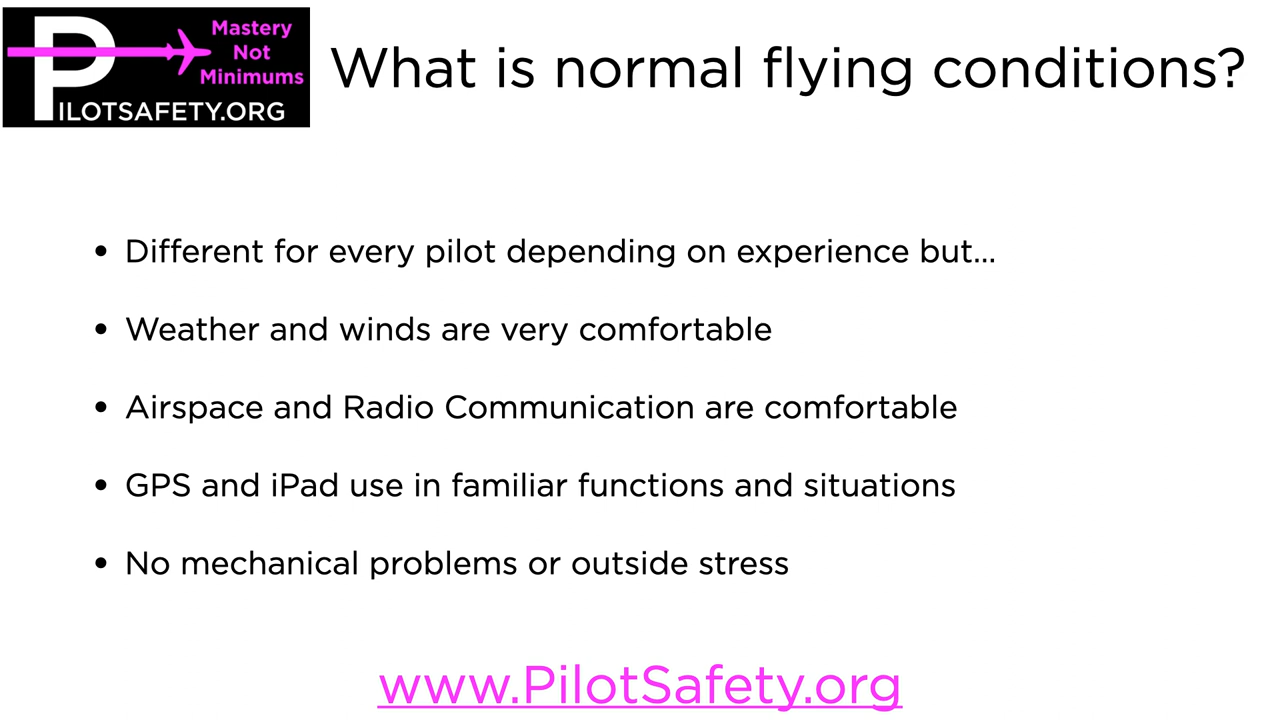 Mastery
Not
Minimums
PILOTSAFETY.ORG
What is normal flying conditions?
• Different for every pilot depending on experience but...
• Weather and winds are very comfortable
• Airspace and Radio Communication are comfortable
• GPS and iPad use in familiar functions and situations
• No mechanical problems or outside stress
www.PilotSafety.org